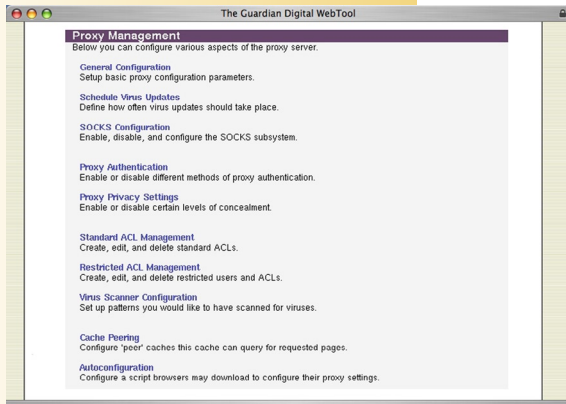 The Guardian Digital WebTool
Proxy Management
Below you can configure various aspects of the proxy server.
General Configuration
Setup basic proxy configuration parameters.
Schedule Virus Updates
Define how often virus updates should take place.
SOCKS Configuration
Enable, disable, and configure the SOCKS subsystem.
Proxy Authentication
Enable or disable different methods of proxy authentication.
Proxy Privacy Settings
Enable or disable certain levels of concealment.
Standard ACL Management
Create, edit, and delete standard ACLs.
Restricted ACL Management
Create, edit, and delete restricted users and ACLs.
Virus Scanner Configuration
Set up patterns you would like to have scanned for viruses.
Cache Peering
Configure 'peer' caches this cache can query for requested pages.
Autoconfiguration
Configure a script browsers may download to configure their proxy settings.